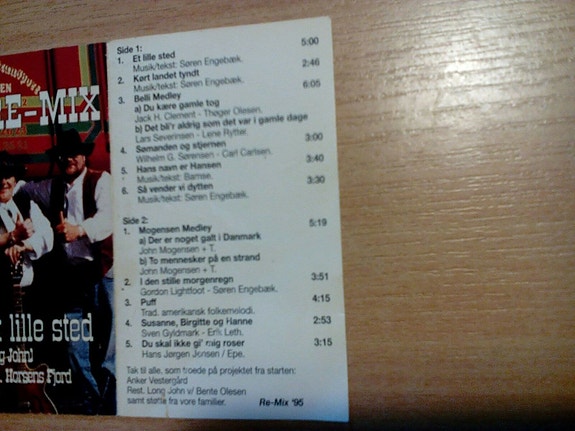 EN
RE-MIX
lille sted
g John)
. Horsens Fjord
Side 1:
1. Et lille sted 5:00
Musik/tekst: Søren Engebæk.
2. Kørt landet tyndt 2:46
Musik/tekst: Søren Engebæk.
3. Belli Medley 6:05
a) Du kære gamle tog
Jack H. Clement - Thøger Olesen.
b) Det bli'r aldrig som det var i gamle dage
Lars Severinsen - Lene Rytter.
4. Sømanden og stjernen 3:00
Wilhelm G. Sørensen - Carl Carlsen.
5. Hans navn er Hansen 3:40
Musik/tekst: Bamse.
6. Så vender vi dytten 3:30
Musik/tekst: Søren Engebæk.
Side 2:
1. Mogensen Medley 5:19
a) Der er noget galt i Danmark
John Mogensen + T.
b) To mennesker på en strand
John Mogensen + T.
2. I den stille morgenregn 3:51
Gordon Lightfoot - Søren Engebæk.
3. Puff 4:15
Trad. amerikansk folkemelodi.
4. Susanne, Birgitte og Hanne 2:53
Sven Gyldmark - Erik Leth.
5. Du skal ikke gi' mig roser 3:15
Hans Jørgen Jensen / Epe.
Tak til alle, som troede på projektet fra starten:
Anker Vestergård
Rest. Long John v/ Bente Olesen
samt støtte fra vore familier. Re-Mix '95